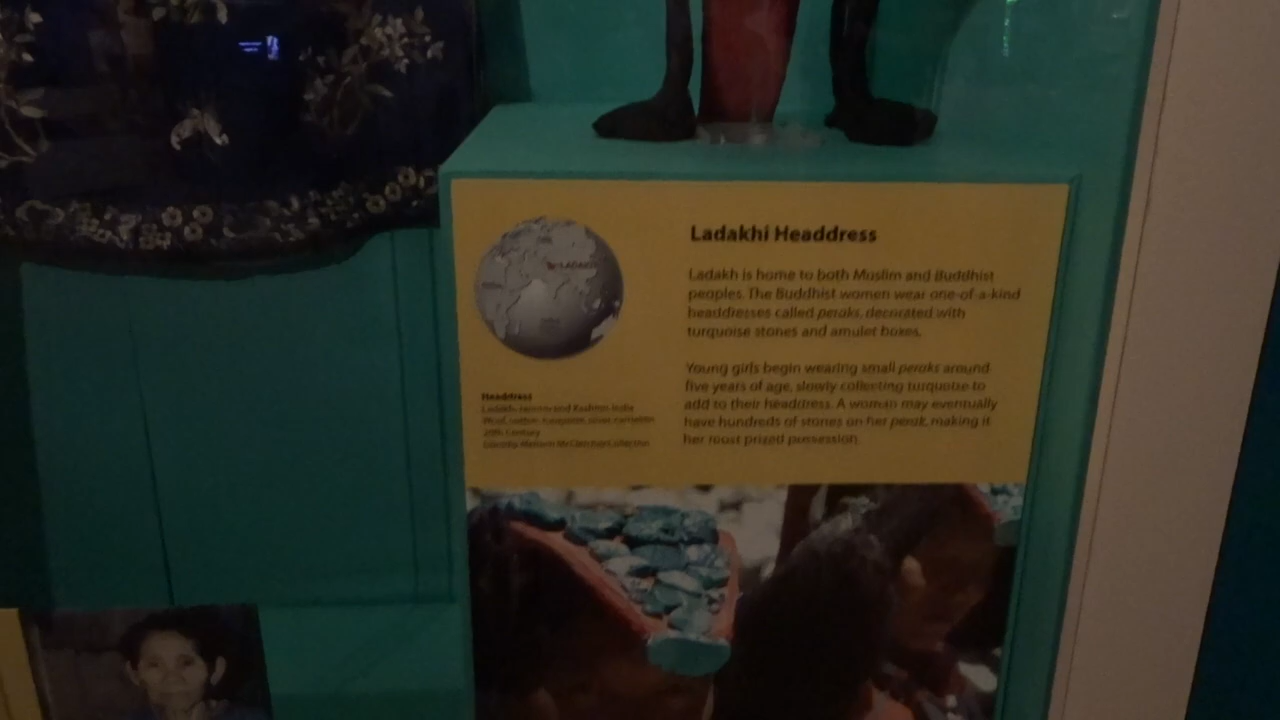 Ladakhi Headdress
Ladakh is home to both Muslim and Buddhist
peoples. The Buddhist women wear one-of-a-kind
headdresses called peraks, decorated with
turquoise stones and amulet boxes.
Young girls begin wearing small peraks around
five years of age, slowly collecting turquoise to
add to their headdress. A woman may eventually
have hundreds of stones on her perak, making it
her most prized possession.
LADAKH
Headdress
20th Century